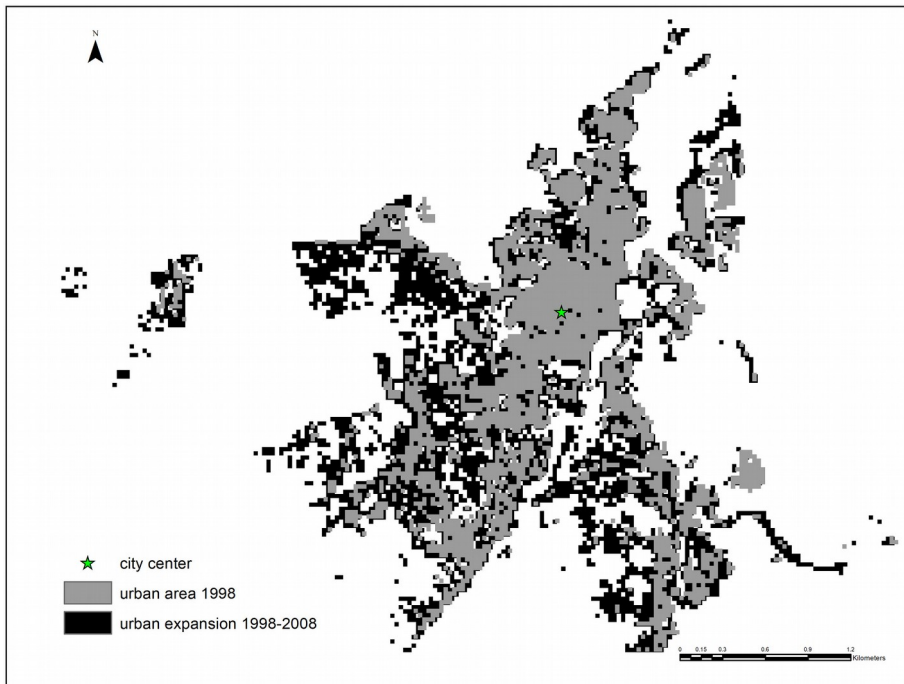 N
city center
urban area 1998
urban expansion 1998-2008
0 0.15 0.3 0.6 0.9 1.2
Kilometers